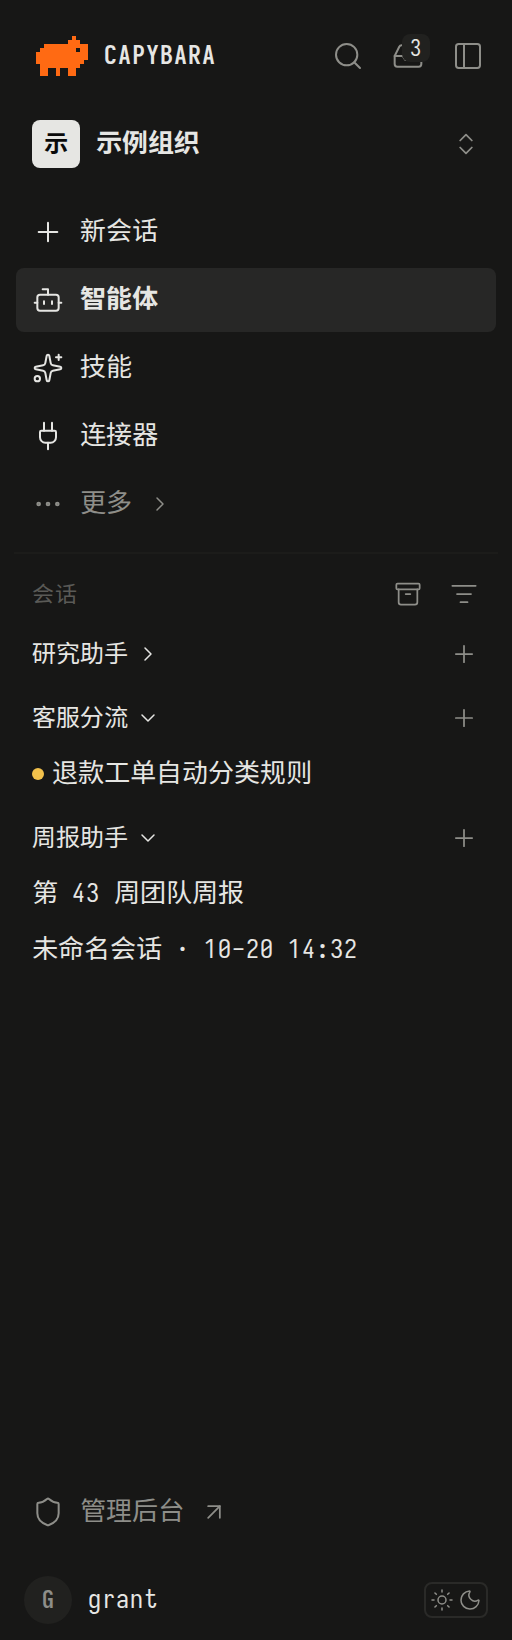 CAPYBARA
3
示 示例组织
新会话
智能体
技能
连接器
更多
会话
研究助手
客服分流
退款工单自动分类规则
周报助手
第 43 周团队周报
未命名会话 · 10-20 14:32
管理后台
G grant